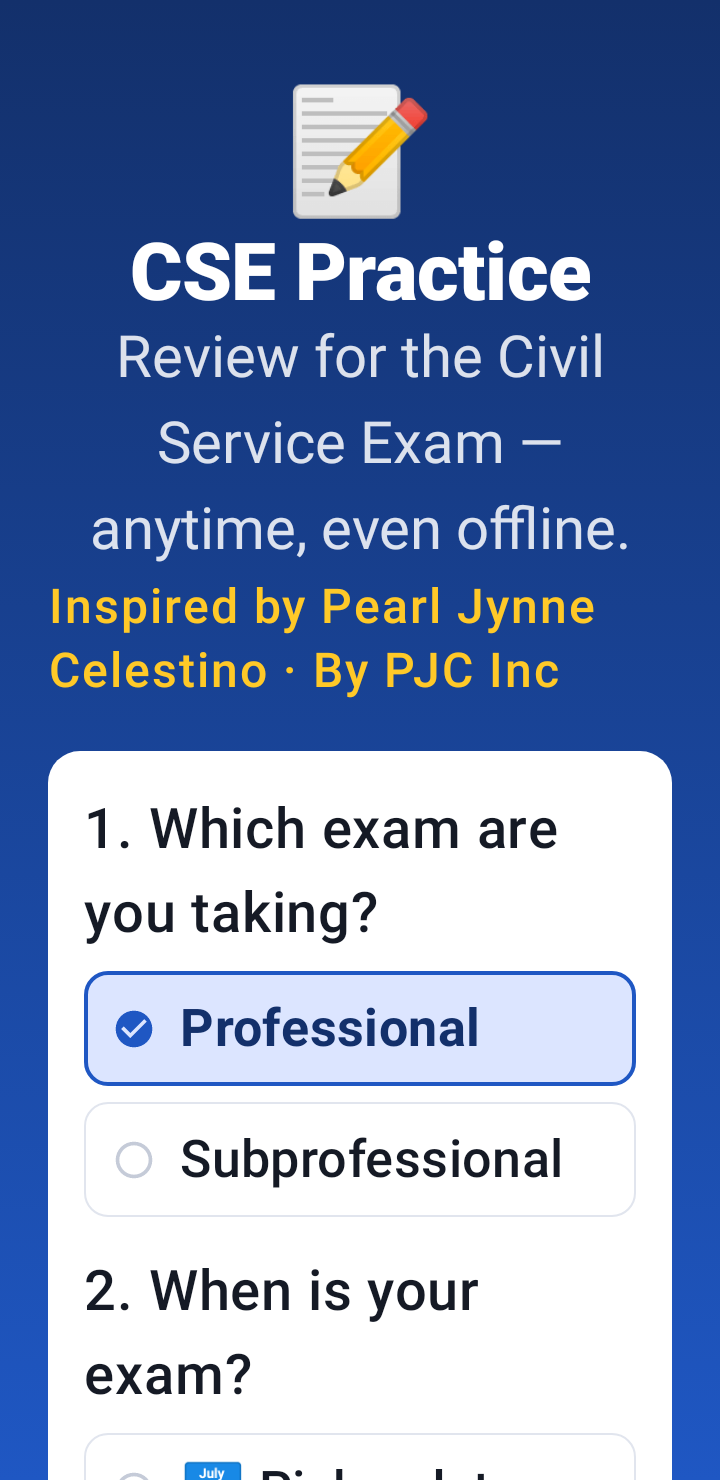 CSE Practice
Review for the Civil
Service Exam —
anytime, even offline.
Inspired by Pearl Jynne
Celestino · By PJC Inc
1. Which exam are
you taking?
Professional
Subprofessional
2. When is your
exam?
July